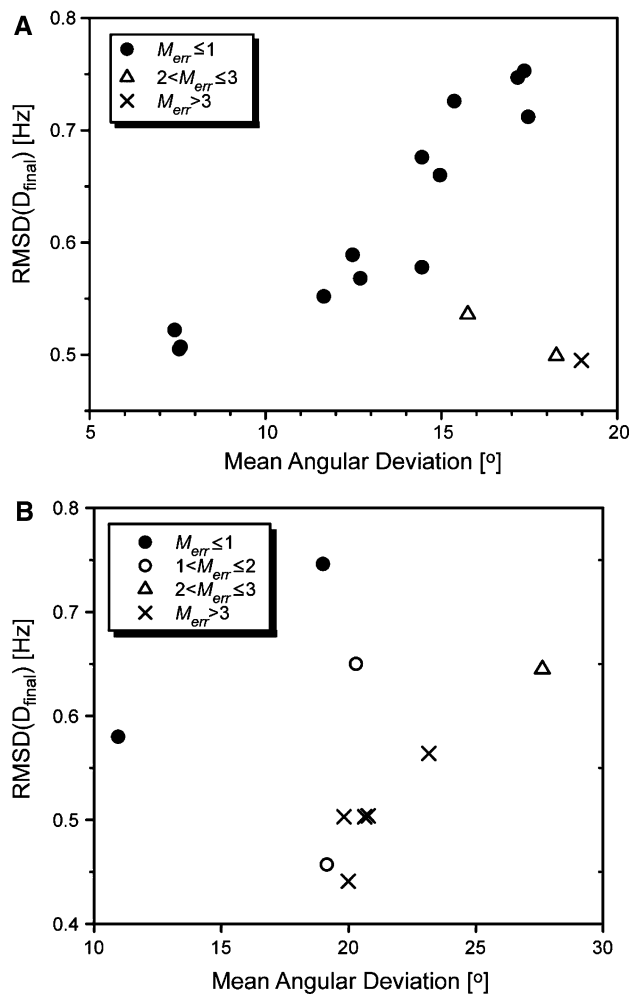 A
0.8
0.7
0.6
0.5
RMSD(D_final) [Hz]
M_err≤1
2<M_err≤3
M_err>3
5 10 15 20
Mean Angular Deviation [°]
B
0.8
0.7
0.6
0.5
0.4
RMSD(D_final) [Hz]
M_err≤1
1<M_err≤2
2<M_err≤3
M_err>3
10 15 20 25 30
Mean Angular Deviation [°]